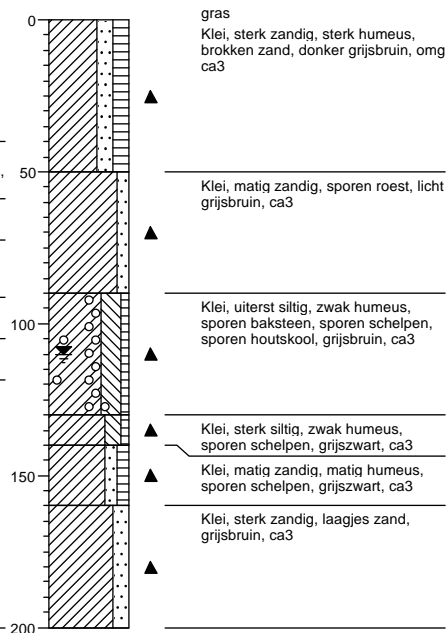 0
gras
Klei, sterk zandig, sterk humeus,
brokken zand, donker grijsbruin, omg
ca3
50
Klei, matig zandig, sporen roest, licht
grijsbruin, ca3
Klei, uiterst siltig, zwak humeus,
sporen baksteen, sporen schelpen,
sporen houtskool, grijsbruin, ca3
100
Klei, sterk siltig, zwak humeus,
sporen schelpen, grijszwart, ca3
Klei, matig zandig, matig humeus,
sporen schelpen, grijszwart, ca3
150
Klei, sterk zandig, laagjes zand,
grijsbruin, ca3
200